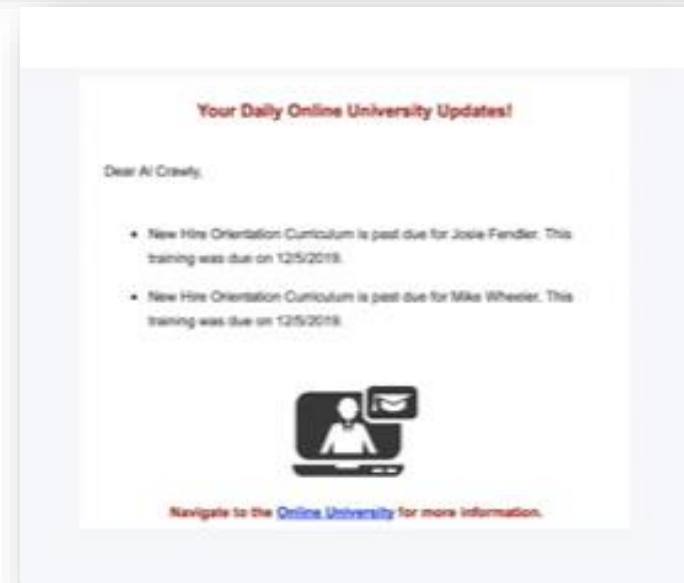 Your Daily Online University Updates!
Dear Al Crawly,
New Hire Orientation Curriculum is past due for Josie Fendler. This
training was due on 12/5/2019.
New Hire Orientation Curriculum is past due for Mike Wheeler. This
training was due on 12/5/2019.
Navigate to the Online University for more information.